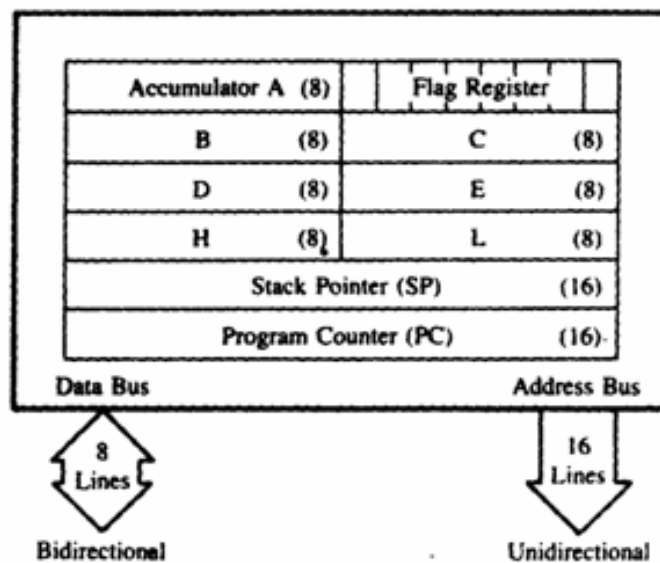 Accumulator A (8) Flag Register
B (8) C (8)
D (8) E (8)
H (8) L (8)
Stack Pointer (SP) (16)
Program Counter (PC) (16)
Data Bus Address Bus
8 Lines 16 Lines
Bidirectional Unidirectional